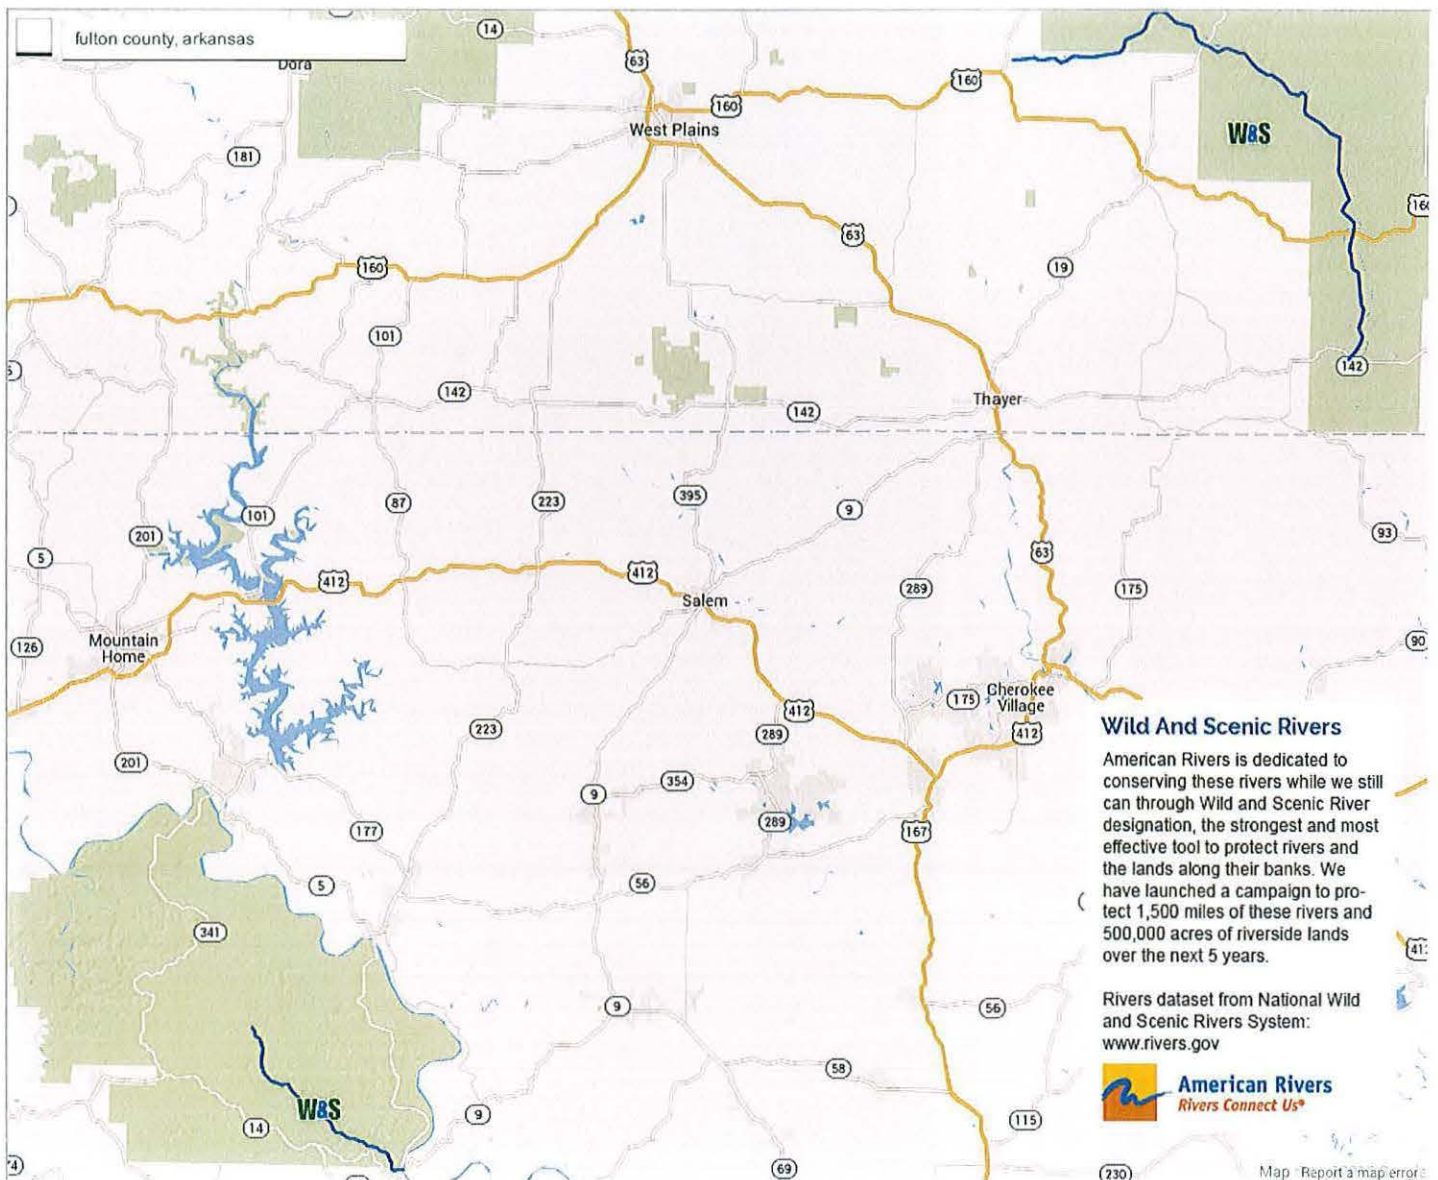 fulton county, arkansas
14
63
Dora
160
160
West Plains
W&S
181
160
63
160
19
101
142
142
142
Thayer
87
223
395
9
101
201
93
5
63
412
412
289
175
Salem
126
Mountain
Home
90
Cherokee
Village
175
412
412
289
223
201
354
9
289
167
177
56
5
341
9
56
58
W&S
14
9
115
69
230
Wild And Scenic Rivers
American Rivers is dedicated to
conserving these rivers while we still
can through Wild and Scenic River
designation, the strongest and most
effective tool to protect rivers and
the lands along their banks. We
have launched a campaign to pro-
tect 1,500 miles of these rivers and
500,000 acres of riverside lands
over the next 5 years.
Rivers dataset from National Wild
and Scenic Rivers System:
www.rivers.gov
American Rivers
Rivers Connect Us®
Map Report a map error